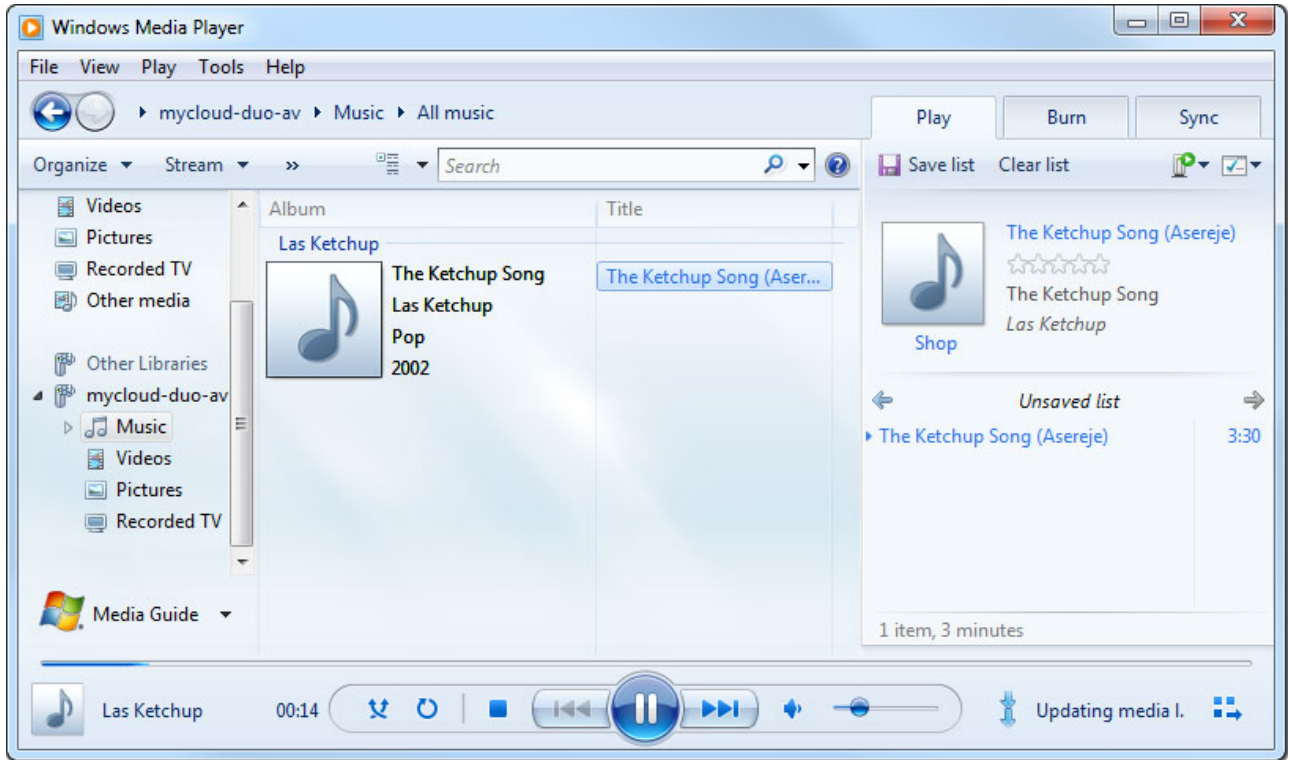 Windows Media Player
File View Play Tools Help
mycloud-duo-av Music All music
Play Burn Sync
Organize Stream » Search
Save list Clear list
Videos
Pictures
Recorded TV
Other media
Other Libraries
mycloud-duo-av
Music
Videos
Pictures
Recorded TV
Media Guide
Album Title
Las Ketchup
The Ketchup Song
Las Ketchup
Pop
2002
The Ketchup Song (Aser...
The Ketchup Song (Asereje)
The Ketchup Song
Las Ketchup
Shop
Unsaved list
The Ketchup Song (Asereje) 3:30
1 item, 3 minutes
Las Ketchup 00:14 Updating media l.